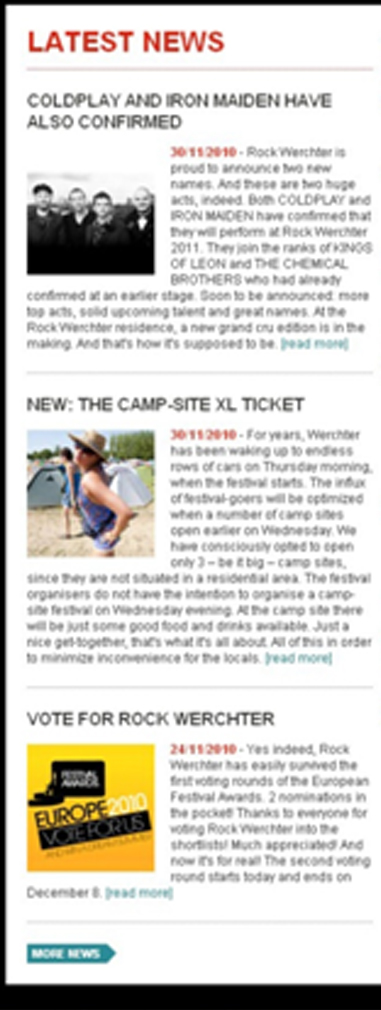 LATEST NEWS
COLDPLAY AND IRON MAIDEN HAVE
ALSO CONFIRMED
30/11/2010 - Rock Werchter is
proud to announce two new
names. And these are two huge
acts, indeed. Both COLDPLAY and
IRON MAIDEN have confirmed that
they will perform at Rock Werchter
2011. They join the ranks of KINGS
OF LEON and THE CHEMICAL
BROTHERS who had already
confirmed at an earlier stage. Soon to be announced: more
top acts, solid upcoming talent and great names. At the
Rock Werchter residence, a new grand cru edition is in the
making. And that's how it's supposed to be. [read more]
NEW: THE CAMP-SITE XL TICKET
30/11/2010 - For years, Werchter
has been waking up to endless
rows of cars on Thursday morning,
when the festival starts. The influx
of festival-goers will be optimized
when a number of camp sites
open earlier on Wednesday. We
have consciously opted to open
only 3 – be it big – camp sites,
since they are not situated in a residential area. The festival
organisers do not have the intention to organise a camp-
site festival on Wednesday evening. At the camp site there
will be just some good food and drinks available. Just a
nice get-together, that's what it's all about. All of this in order
to minimize inconvenience for the locals. [read more]
VOTE FOR ROCK WERCHTER
24/11/2010 - Yes indeed, Rock
Werchter has easily survived the
first voting rounds of the European
Festival Awards. 2 nominations in
the pocket! Thanks to everyone for
voting Rock Werchter into the
shortlists! Much appreciated! And
now it's for real! The second voting
round starts today and ends on
December 8. [read more]
FESTIVAL
AWARDS
EUROPE2010
VOTE FOR US
MORE NEWS